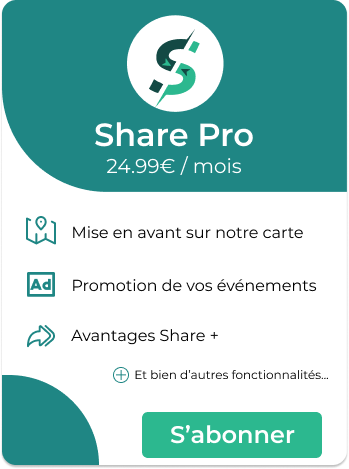 Share Pro
24.99€ / mois
Mise en avant sur notre carte
Ad
Promotion de vos événements
Avantages Share +
Et bien d’autres fonctionnalités...
S’abonner